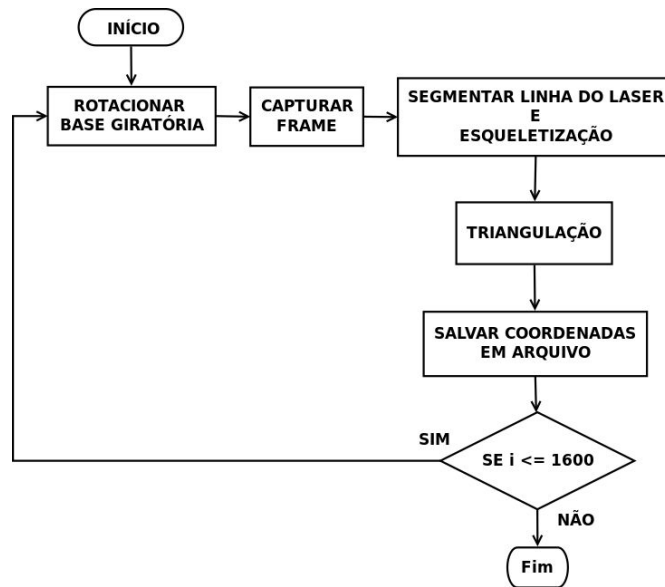 INÍCIO
ROTACIONAR
BASE GIRATÓRIA
CAPTURAR
FRAME
SEGMENTAR LINHA DO LASER
E
ESQUELETIZAÇÃO
TRIANGULAÇÃO
SALVAR COORDENADAS
EM ARQUIVO
SIM
SE i <= 1600
NÃO
Fim